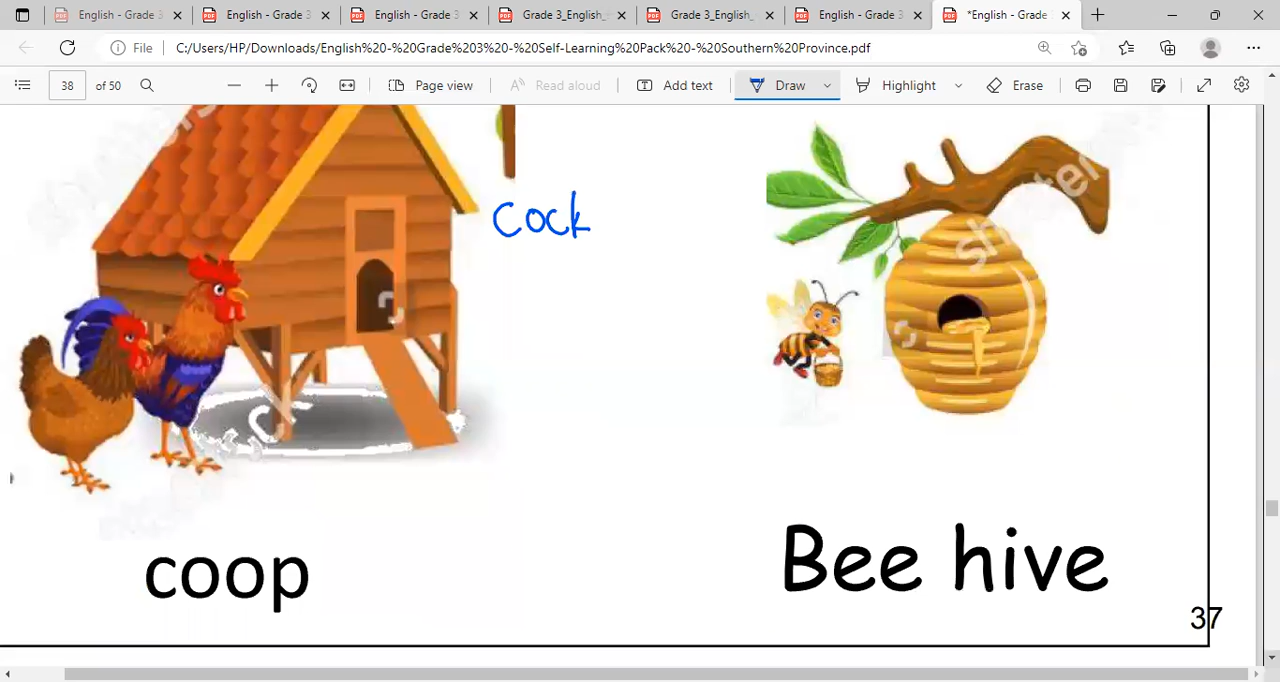 English - Grade 3
English - Grade 3
English - Grade 3
Grade 3_English_
Grade 3_English_
English - Grade 3
*English - Grade
File
C:/Users/HP/Downloads/English%20-%20Grade%203%20-%20Self-Learning%20Pack%20-%20Southern%20Province.pdf
38 of 50
Page view
Read aloud
Add text
Draw
Highlight
Erase
cock
coop
Bee hive
37